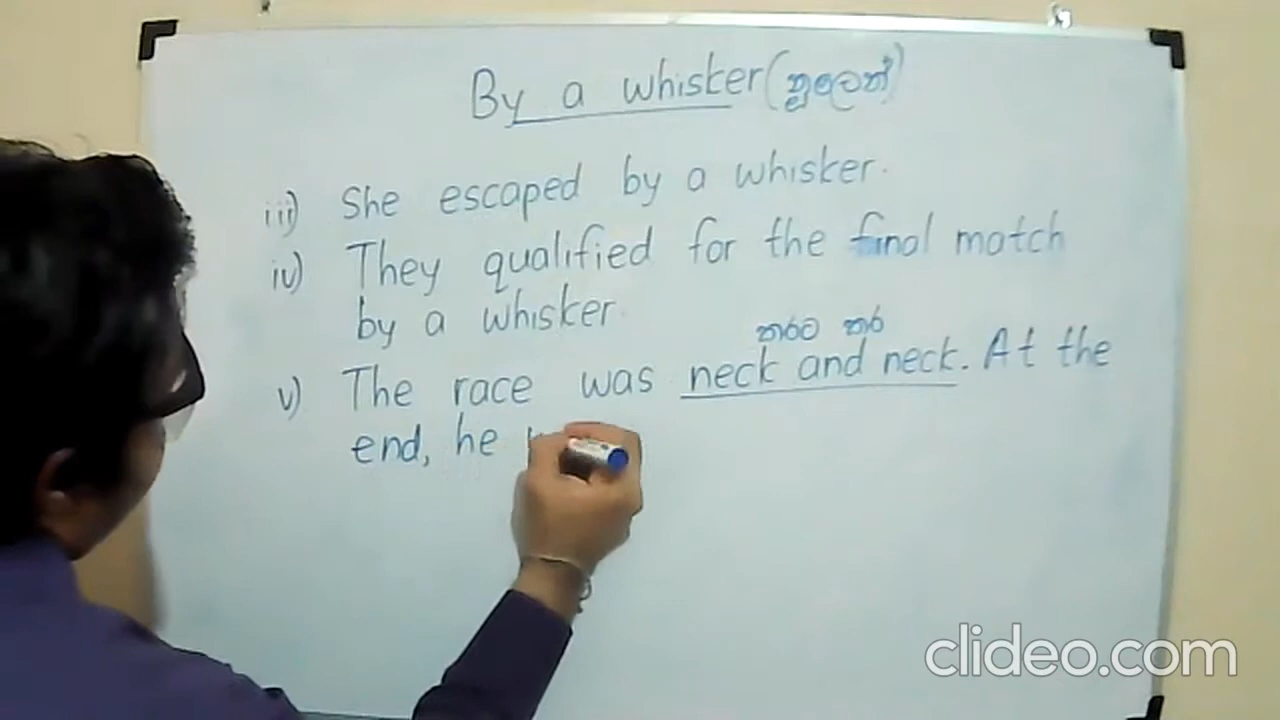 By a whisker (නූලෙන්)
iii) She escaped by a whisker.
iv) They qualified for the final match
by a whisker.
තරට තර
v) The race was neck and neck. At the
end, he
clideo.com